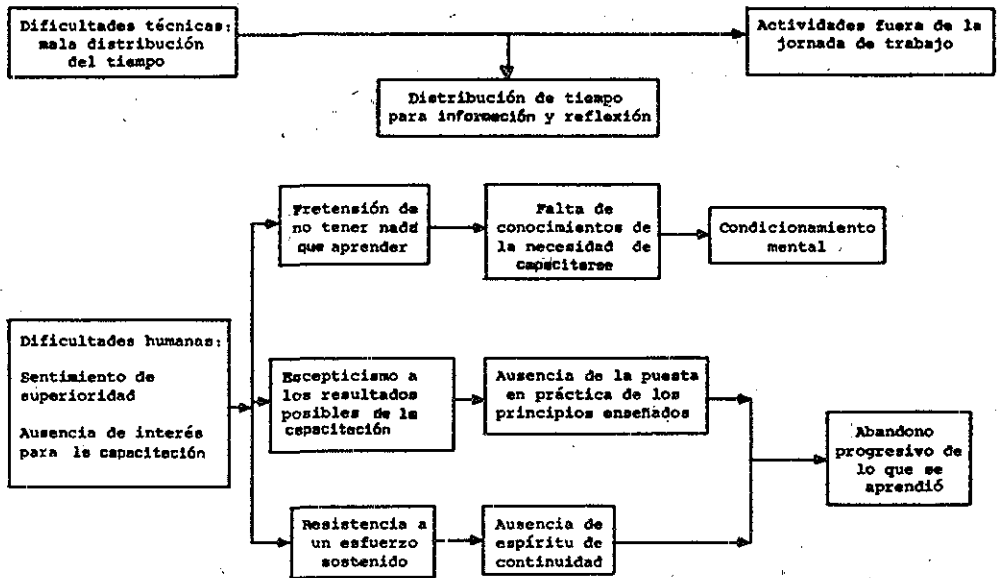 Dificultades técnicas:
mala distribución
del tiempo
Actividades fuera de la
jornada de trabajo
Distribución de tiempo
para información y reflexión
Pretensión de
no tener nada
que aprender
Falta de
conocimientos de
la necesidad de
capacitarse
Condicionamiento
mental
Dificultades humanas:
Sentimiento de
superioridad
Ausencia de interés
para la capacitación
Escepticismo a
los resultados
posibles de la
capacitación
Ausencia de la puesta
en práctica de los
principios enseñados
Abandono
progresivo de
lo que se
aprendió
Resistencia a
un esfuerzo
sostenido
Ausencia de
espíritu de
continuidad